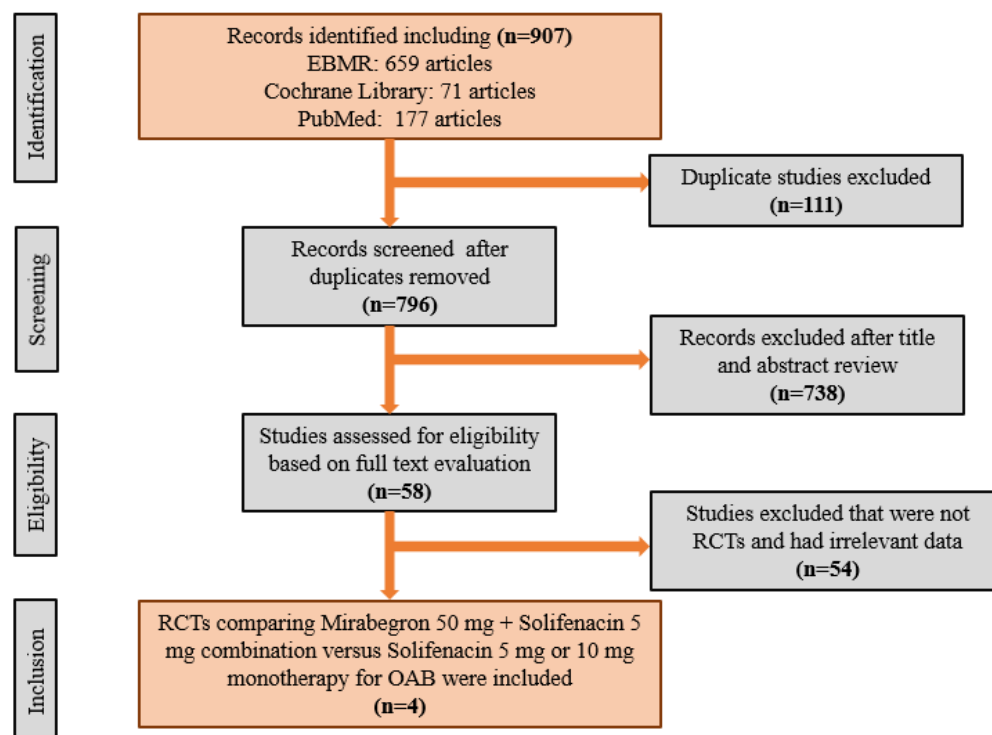 Identification
Records identified including (n=907)
EBMR: 659 articles
Cochrane Library: 71 articles
PubMed: 177 articles
Duplicate studies excluded
(n=111)
Screening
Records screened after
duplicates removed
(n=796)
Records excluded after title
and abstract review
(n=738)
Eligibility
Studies assessed for eligibility
based on full text evaluation
(n=58)
Studies excluded that were not
RCTs and had irrelevant data
(n=54)
Inclusion
RCTs comparing Mirabegron 50 mg + Solifenacin 5
mg combination versus Solifenacin 5 mg or 10 mg
monotherapy for OAB were included
(n=4)